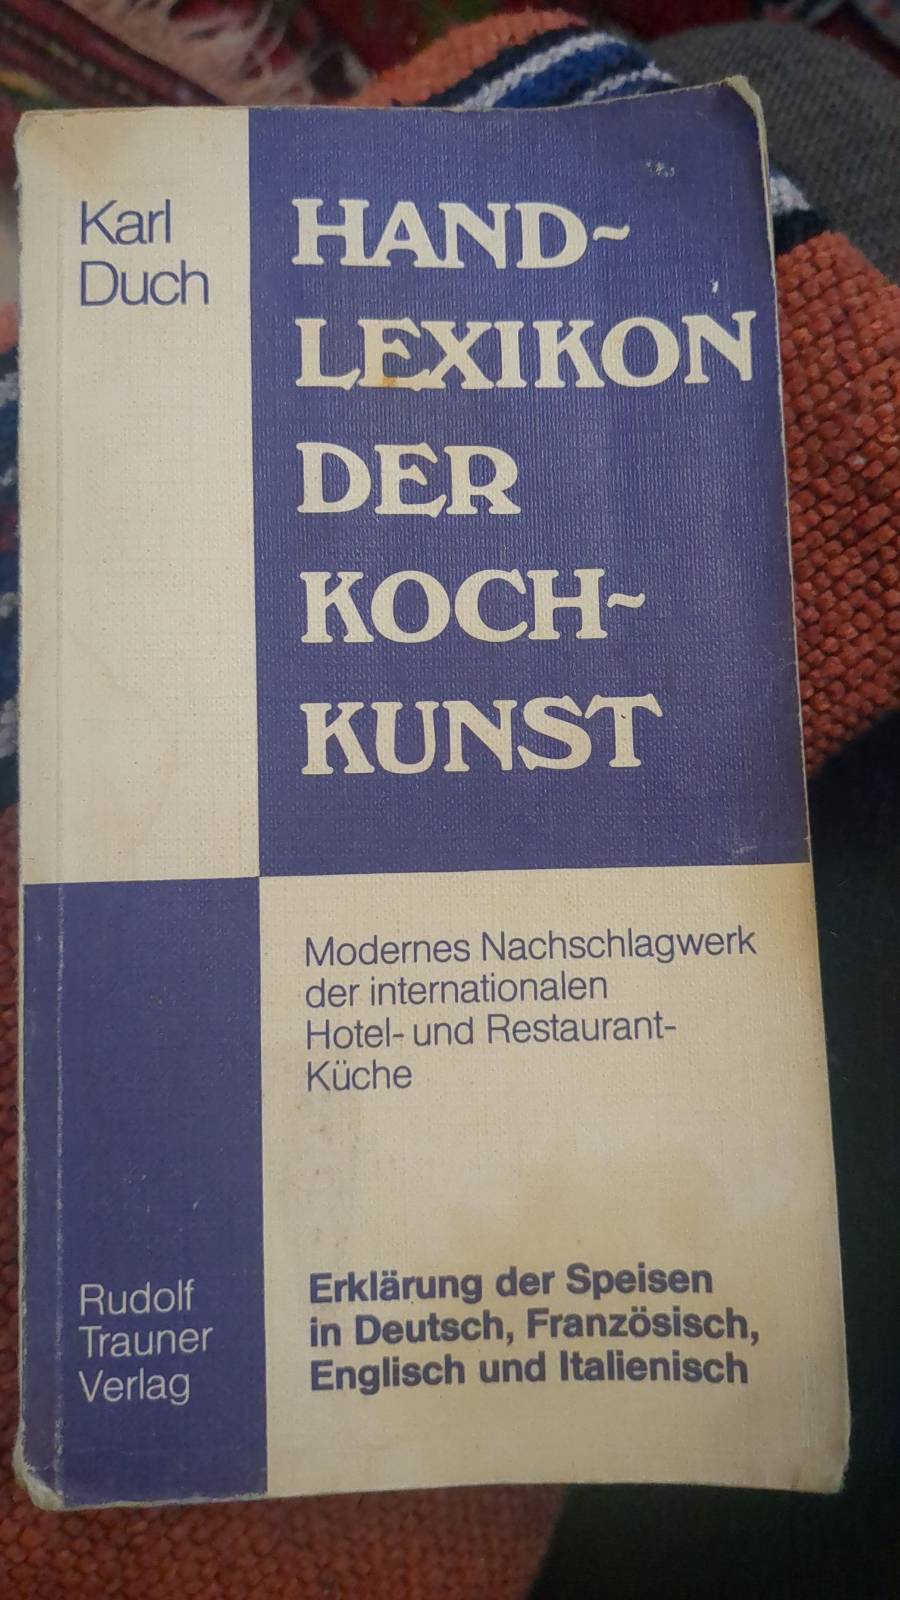 Karl
Duch
HAND~
LEXIKON
DER
KOCH~
KUNST
Modernes Nachschlagwerk
der internationalen
Hotel- und Restaurant-
Küche
Erklärung der Speisen
in Deutsch, Französisch,
Englisch und Italienisch
Rudolf
Trauner
Verlag